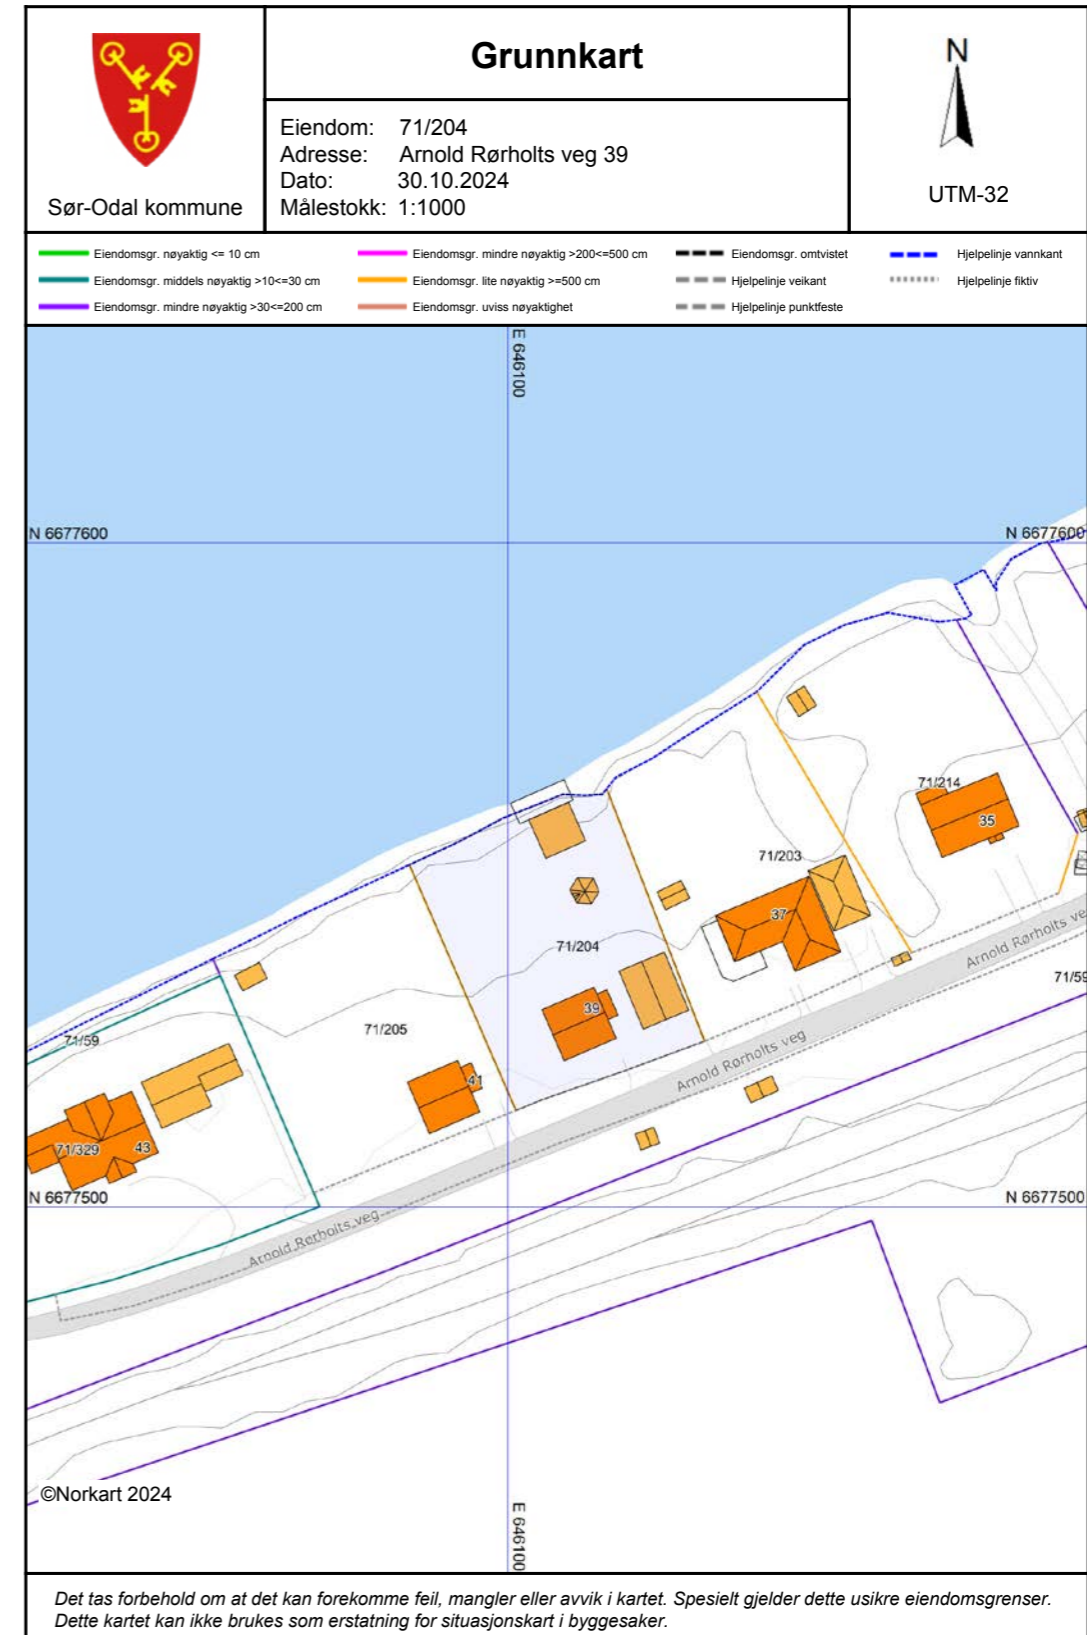 Grunnkart
Sør-Odal kommune
Eiendom: 71/204
Adresse: Arnold Rørholts veg 39
Dato: 30.10.2024
Målestokk: 1:1000
N
UTM-32
Eiendomsgr. nøyaktig <= 10 cm
Eiendomsgr. middels nøyaktig >10<=30 cm
Eiendomsgr. mindre nøyaktig >30<=200 cm
Eiendomsgr. mindre nøyaktig >200<=500 cm
Eiendomsgr. lite nøyaktig >=500 cm
Eiendomsgr. uviss nøyaktighet
Eiendomsgr. omtvistet
Hjelpelinje veikant
Hjelpelinje punktfeste
Hjelpelinje vannkant
Hjelpelinje fiktiv
E 646100
N 6677600
N 6677600
71/214
35
71/203
37
71/204
39
Arnold Rørholts ve
71/59
71/205
71/59
Arnold Rørholts veg
41
71/329
43
N 6677500
N 6677500
Arnold Rørholts veg
©Norkart 2024
E 646100
Det tas forbehold om at det kan forekomme feil, mangler eller avvik i kartet. Spesielt gjelder dette usikre eiendomsgrenser.
Dette kartet kan ikke brukes som erstatning for situasjonskart i byggesaker.